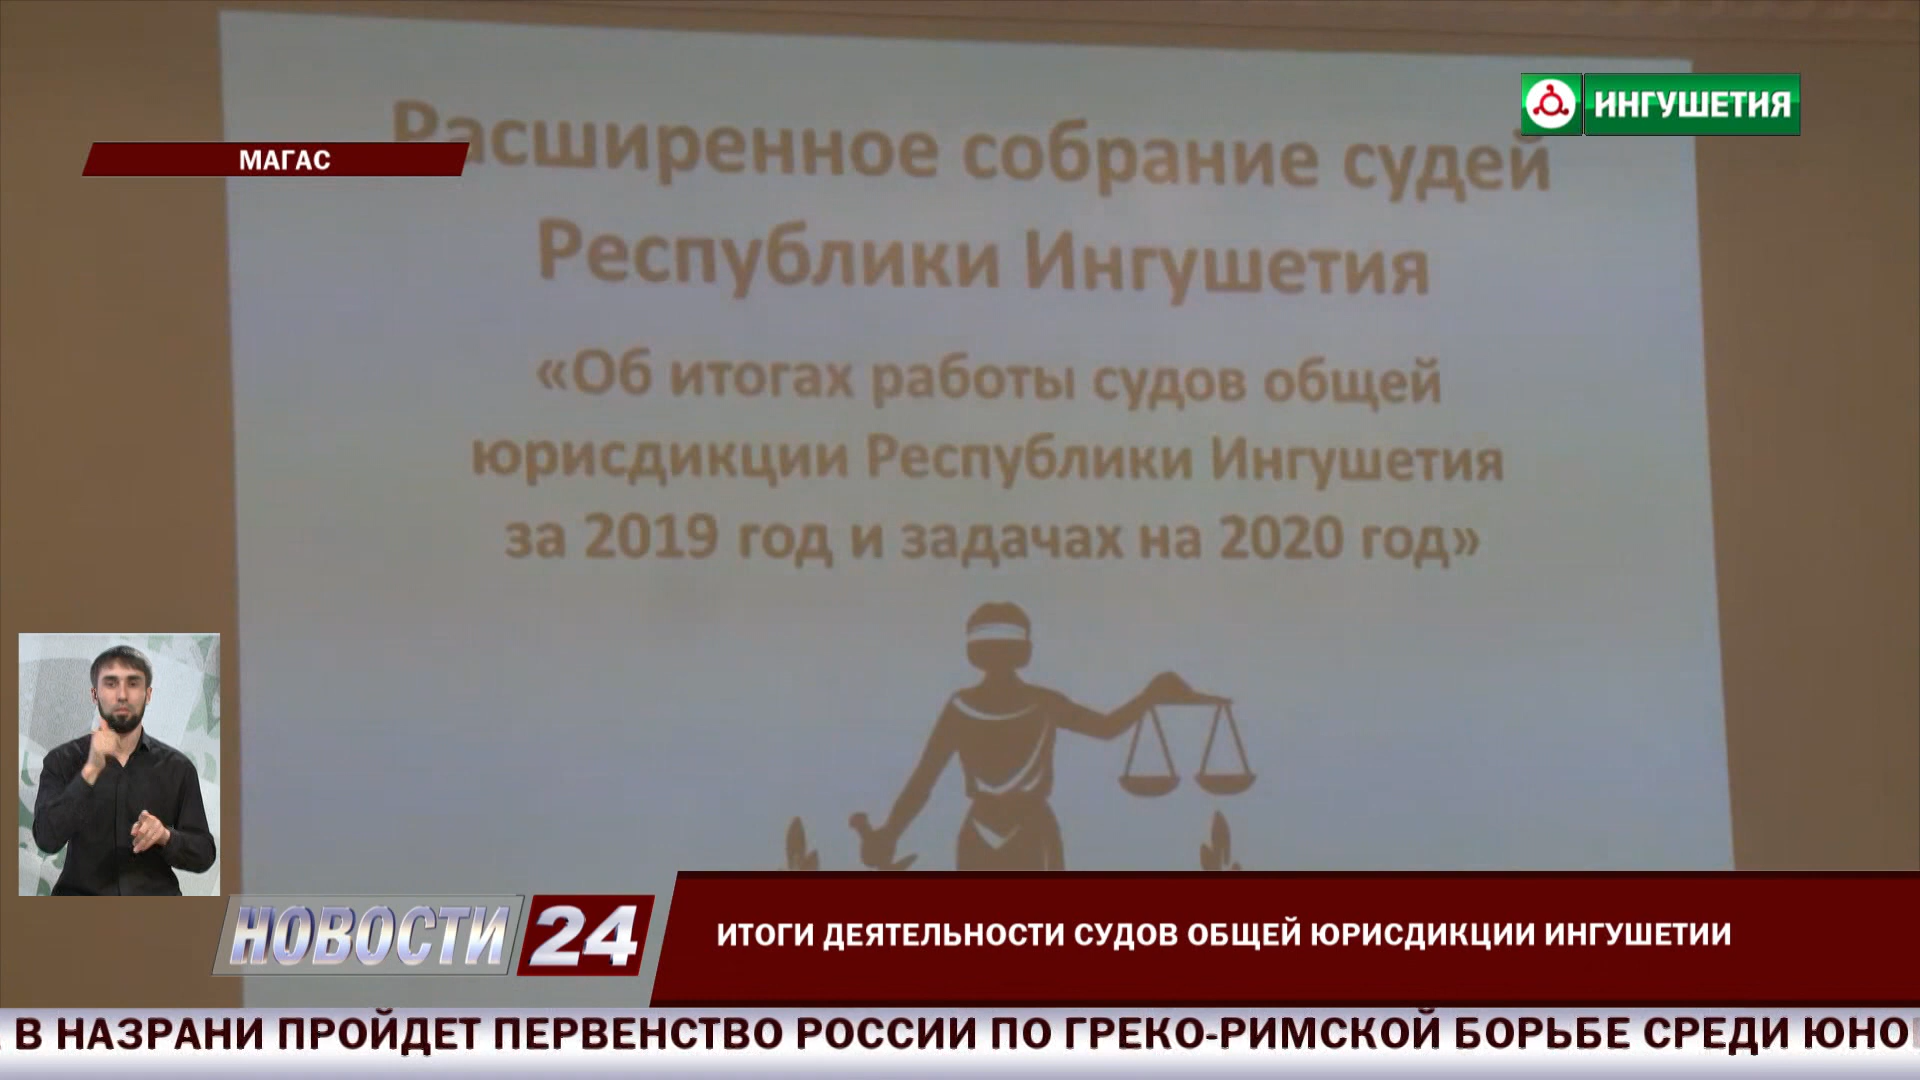 ИНГУШЕТИЯ
МАГАС
Расширенное собрание судей
Республики Ингушетия
«Об итогах работы судов общей
юрисдикции Республики Ингушетия
за 2019 год и задачах на 2020 год»
НОВОСТИ 24
ИТОГИ ДЕЯТЕЛЬНОСТИ СУДОВ ОБЩЕЙ ЮРИСДИКЦИИ ИНГУШЕТИИ
В НАЗРАНИ ПРОЙДЕТ ПЕРВЕНСТВО РОССИИ ПО ГРЕКО-РИМСКОЙ БОРЬБЕ СРЕДИ ЮНО